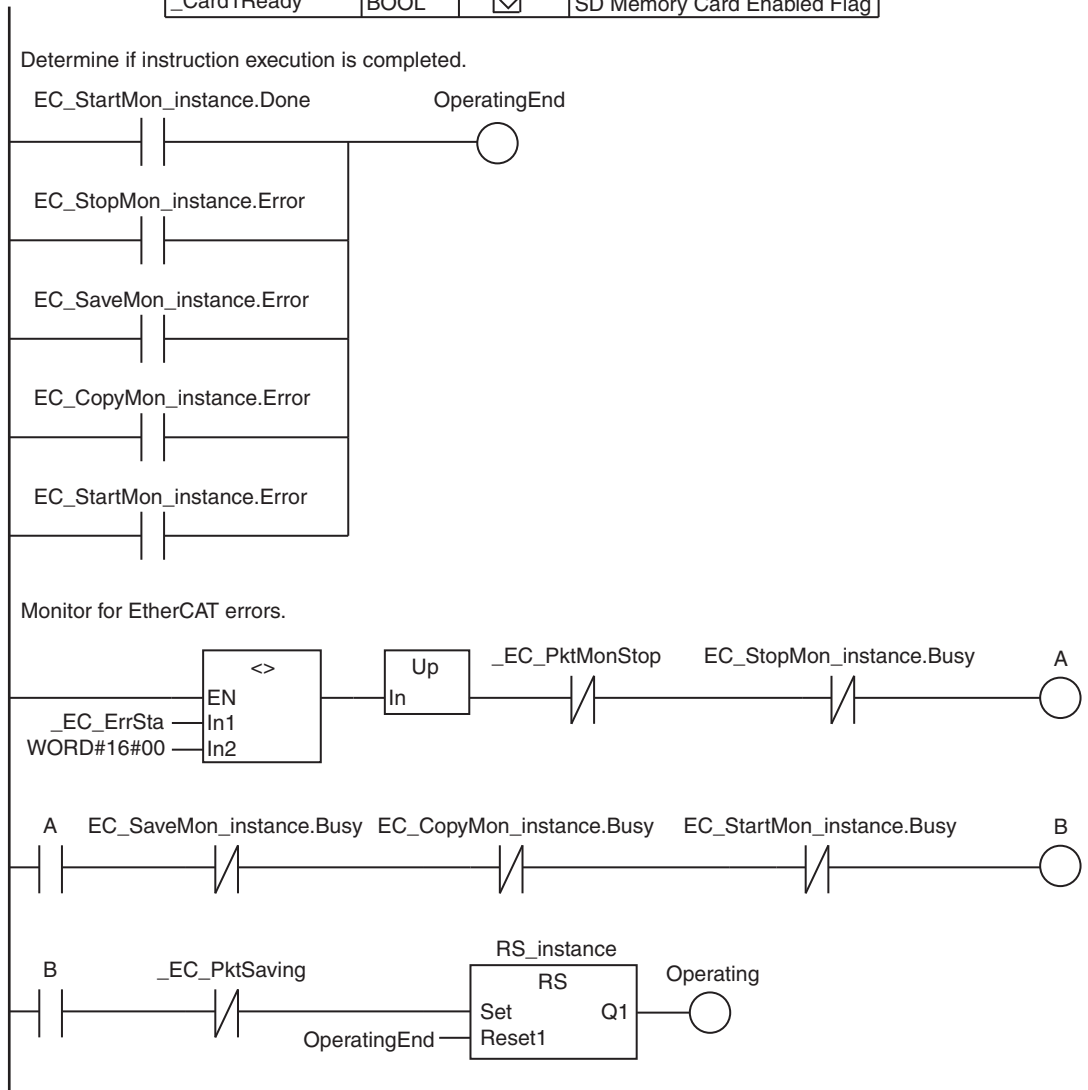 _Card1Ready BOOL SD Memory Card Enabled Flag
Determine if instruction execution is completed.
EC_StartMon_instance.Done OperatingEnd
EC_StopMon_instance.Error
EC_SaveMon_instance.Error
EC_CopyMon_instance.Error
EC_StartMon_instance.Error
Monitor for EtherCAT errors.
<> Up _EC_PktMonStop EC_StopMon_instance.Busy A
EN In
_EC_ErrSta In1
WORD#16#00 In2
A EC_SaveMon_instance.Busy EC_CopyMon_instance.Busy EC_StartMon_instance.Busy B
RS_instance
B _EC_PktSaving RS Operating
Set Q1
OperatingEnd Reset1